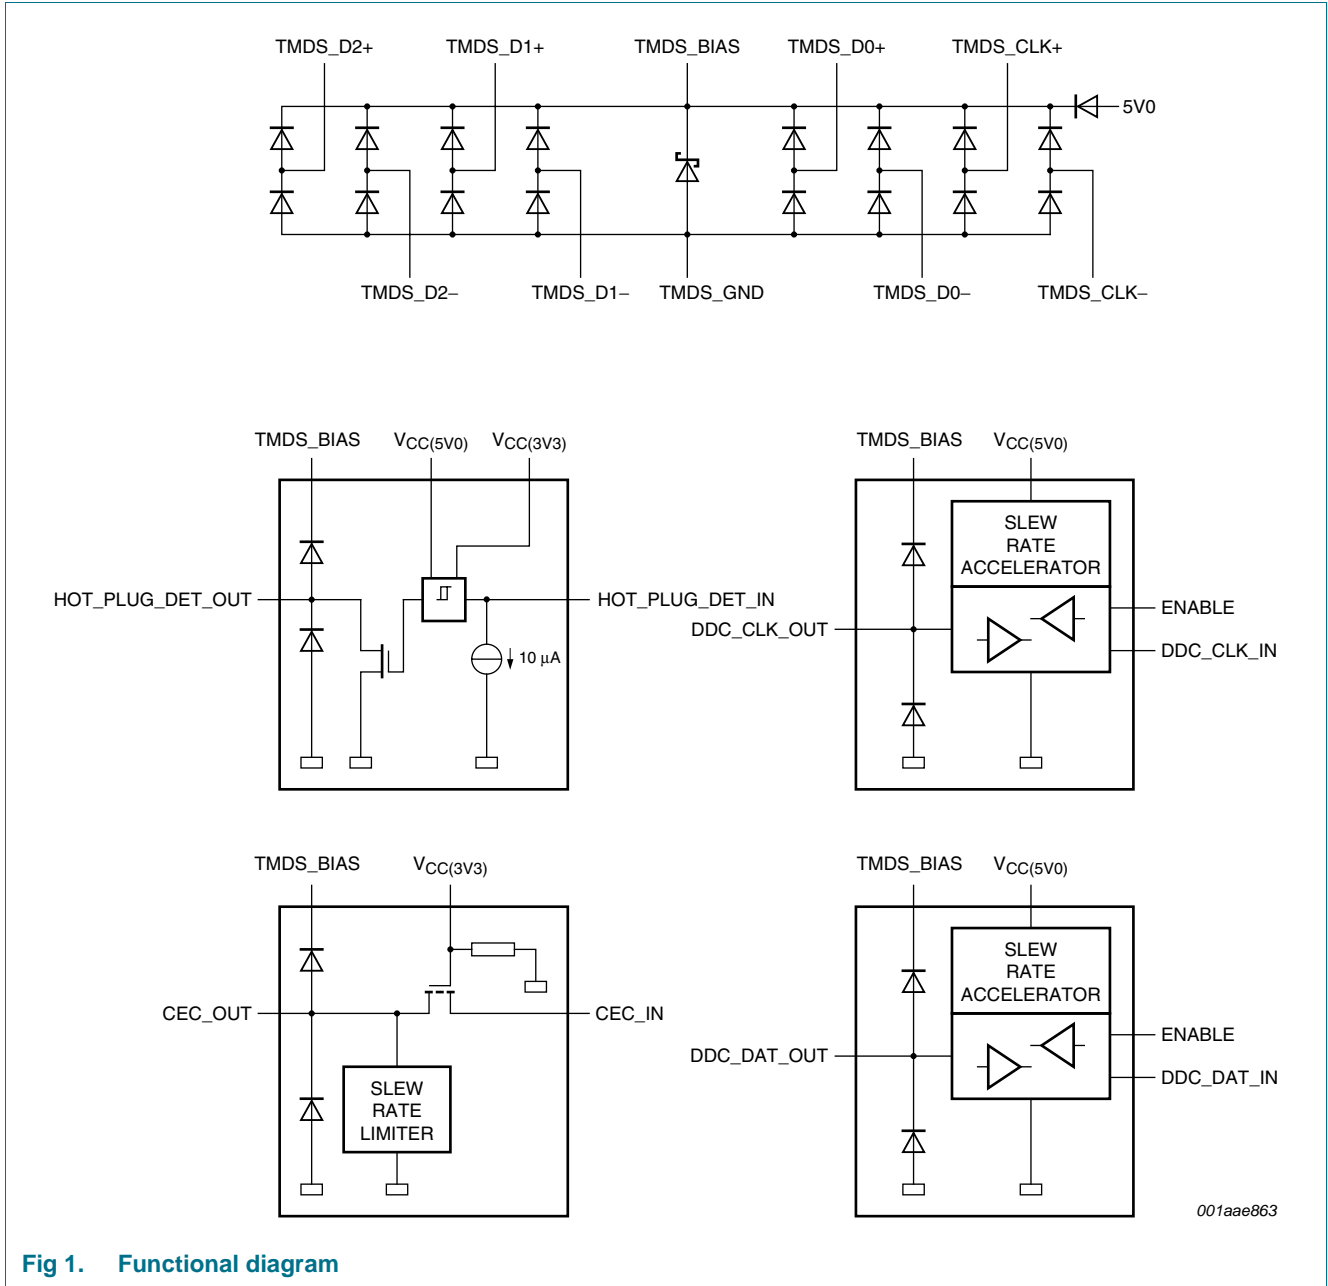 TMDS_D2+ TMDS_D1+ TMDS_BIAS TMDS_D0+ TMDS_CLK+
5V0
TMDS_D2− TMDS_D1− TMDS_GND TMDS_D0− TMDS_CLK−
TMDS_BIAS VCC(5V0) VCC(3V3)
HOT_PLUG_DET_OUT
HOT_PLUG_DET_IN
10 μA
TMDS_BIAS VCC(5V0)
SLEW
RATE
ACCELERATOR
DDC_CLK_OUT
ENABLE
DDC_CLK_IN
TMDS_BIAS VCC(3V3)
CEC_OUT
CEC_IN
SLEW
RATE
LIMITER
TMDS_BIAS VCC(5V0)
SLEW
RATE
ACCELERATOR
DDC_DAT_OUT
ENABLE
DDC_DAT_IN
001aae863
Fig 1. Functional diagram